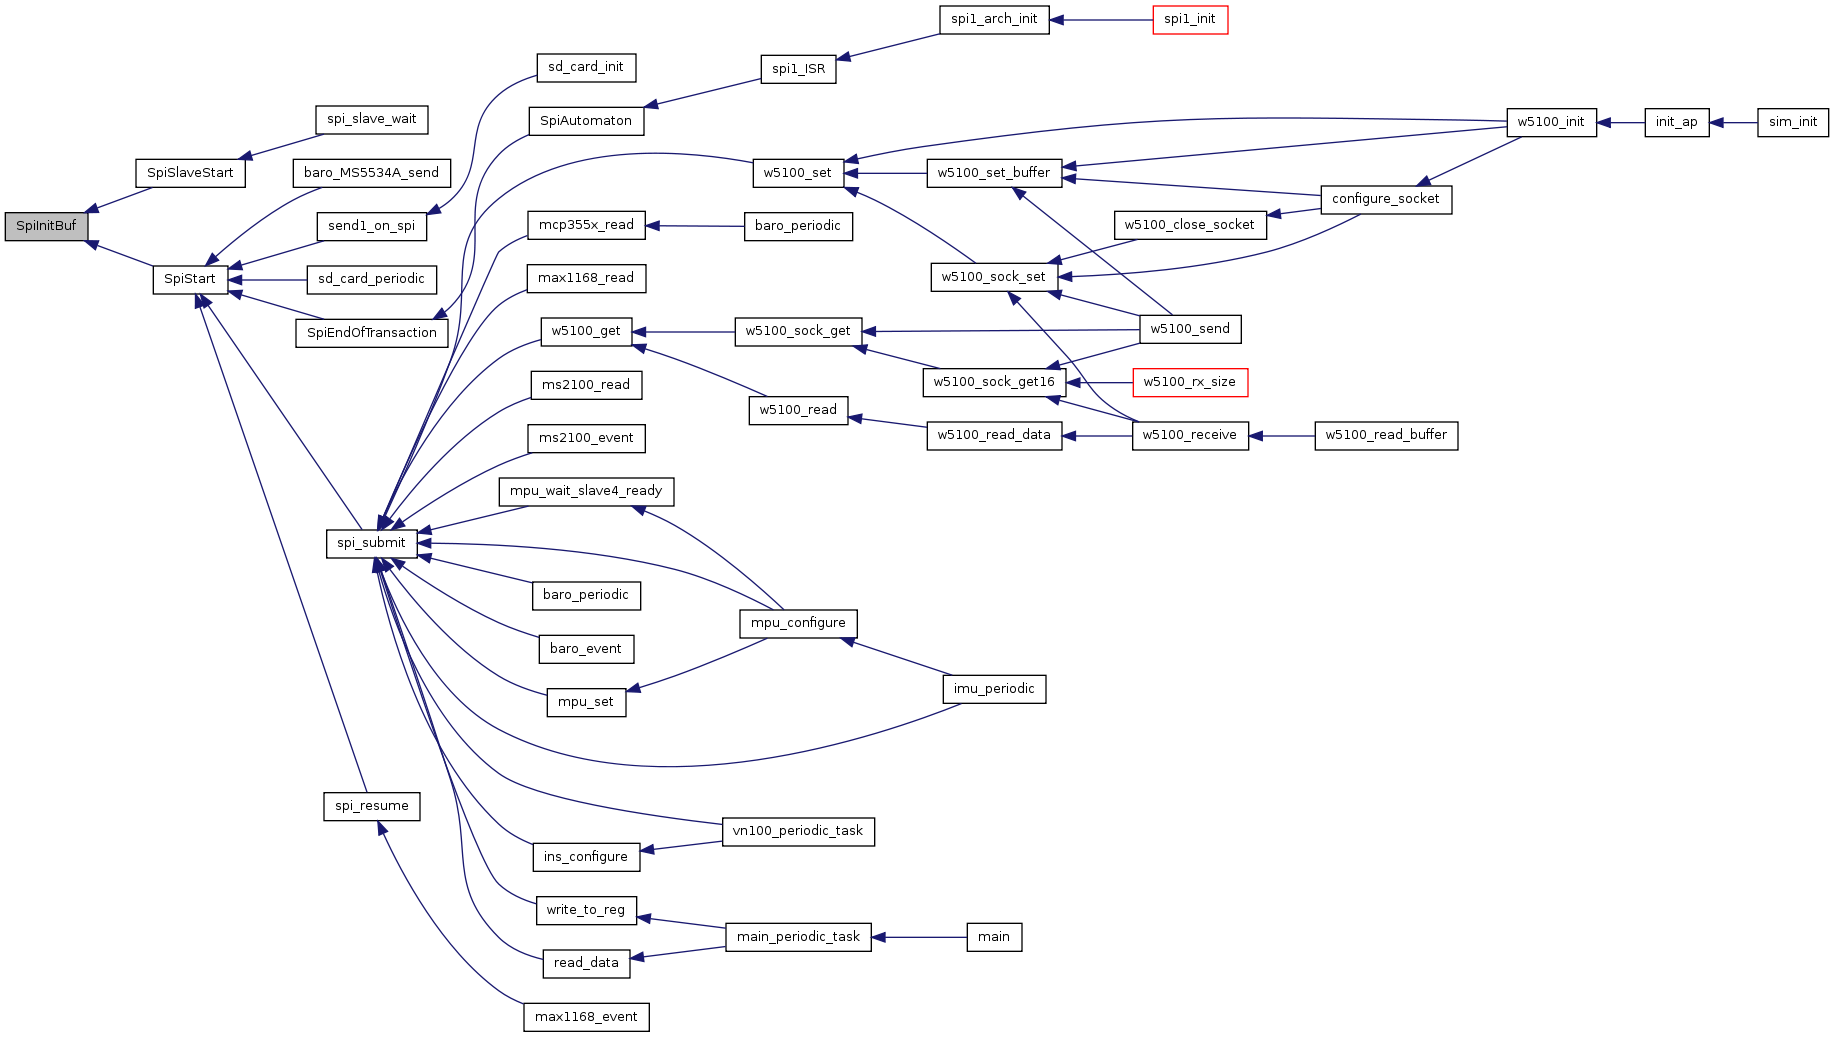 spi1_arch_init
spi1_init
sd_card_init
spi1_ISR
spi_slave_wait
SpiAutomaton
w5100_init
init_ap
sim_init
SpiSlaveStart
baro_MS5534A_send
w5100_set
w5100_set_buffer
configure_socket
SpiInitBuf
send1_on_spi
mcp355x_read
baro_periodic
w5100_close_socket
SpiStart
sd_card_periodic
max1168_read
w5100_sock_set
SpiEndOfTransaction
w5100_get
w5100_sock_get
w5100_send
ms2100_read
w5100_sock_get16
w5100_rx_size
w5100_read
ms2100_event
w5100_read_data
w5100_receive
w5100_read_buffer
mpu_wait_slave4_ready
spi_submit
baro_periodic
mpu_configure
baro_event
mpu_set
imu_periodic
spi_resume
vn100_periodic_task
ins_configure
write_to_reg
main_periodic_task
main
read_data
max1168_event